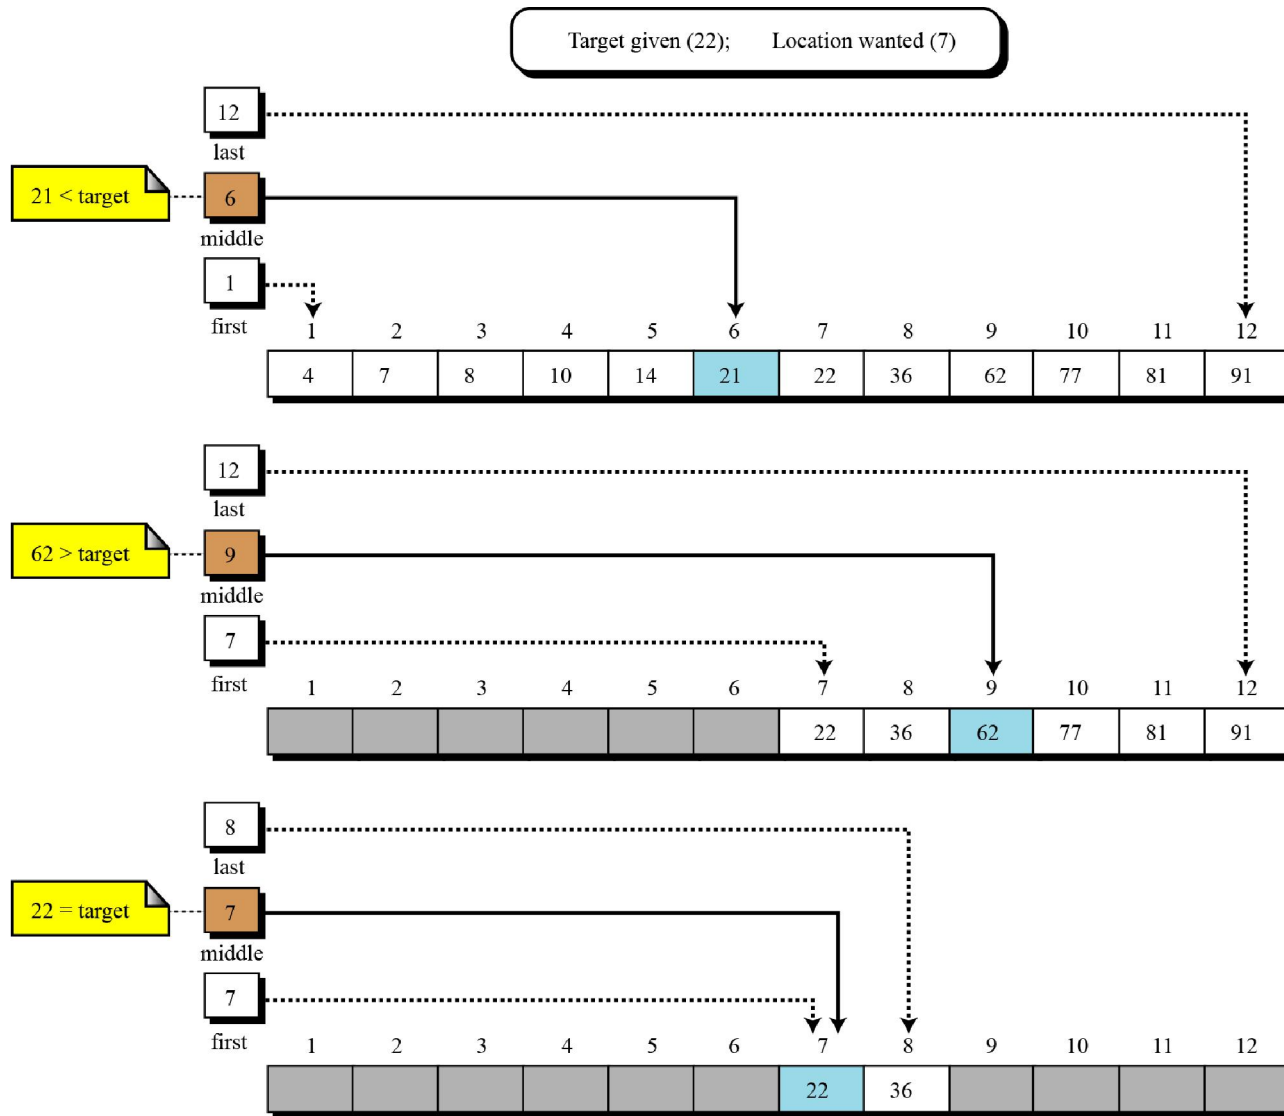 Target given (22); Location wanted (7)
12
last
21 < target
6
middle
1
first
1 2 3 4 5 6 7 8 9 10 11 12
4 7 8 10 14 21 22 36 62 77 81 91
12
last
62 > target
9
middle
7
first
1 2 3 4 5 6 7 8 9 10 11 12
22 36 62 77 81 91
8
last
22 = target
7
middle
7
first
1 2 3 4 5 6 7 8 9 10 11 12
22 36